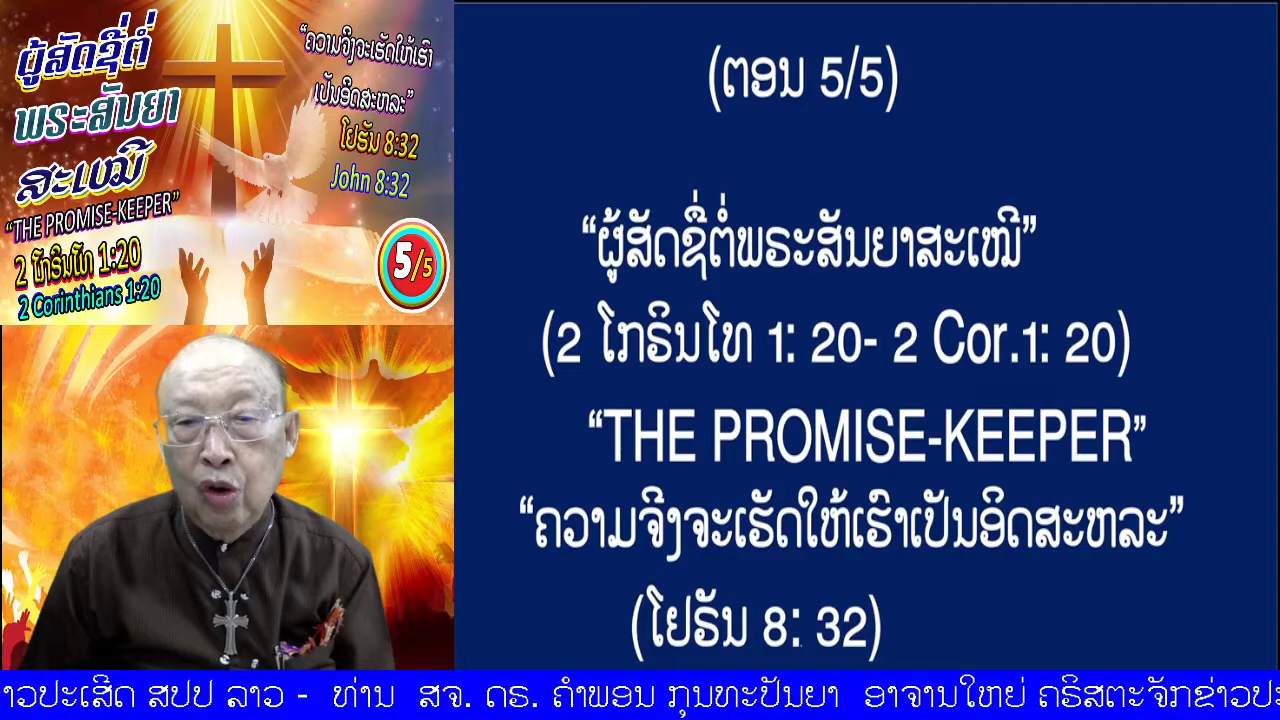 ຜູ້ສັດຊື່ຕໍ່
ພຣະສັນຍາ
ສະເໝີ
“THE PROMISE-KEEPER”
2 ໂກຣິນໂທ 1:20
2 Corinthians 1:20
“ຄວາມຈີງຈະເຮັດໃຫ້ເຮົາ
ເປັນອິດສະຫລະ”
ໂຢຮັນ 8:32
John 8:32
5/5
(ຕອນ 5/5)
“ຜູ້ສັດຊື່ຕໍ່ພຣະສັນຍາສະເໝີ”
(2 ໂກຣິນໂທ 1: 20- 2 Cor.1: 20)
“THE PROMISE-KEEPER”
“ຄວາມຈີງຈະເຮັດໃຫ້ເຮົາເປັນອິດສະຫລະ”
(ໂຢຮັນ 8: 32)
າວປະເສີດ ສປປ ລາວ - ທ່ານ ສຈ. ດຣ. ຄຳພອນ ກຸນທະປັນຍາ ອາຈານໃຫຍ່ ຄຣິສຕະຈັກຂ່າວປະ